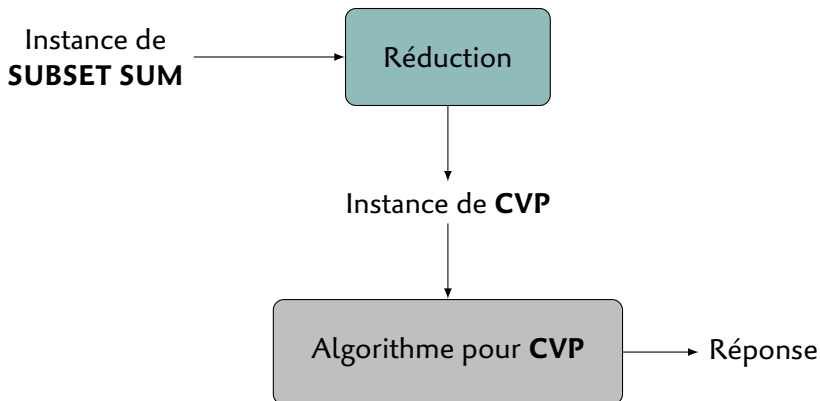 Instance de
SUBSET SUM
Réduction
Instance de CVP
Algorithme pour CVP
Réponse